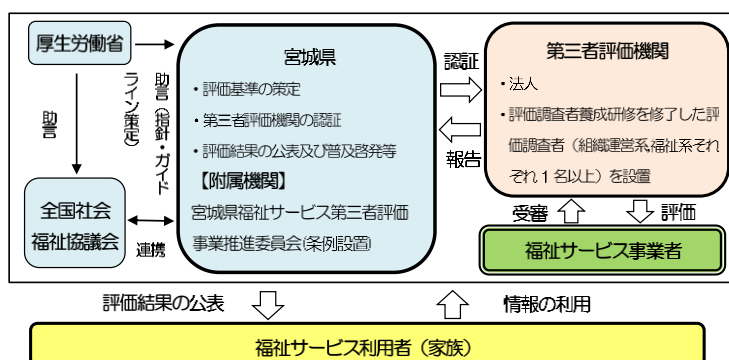 厚生労働省
助言
助言（指針・ガイド
ライン策定）
全国社会
福祉協議会
連携
宮城県
・評価基準の策定
・第三者評価機関の認証
・評価結果の公表及び普及啓発等
【附属機関】
宮城県福祉サービス第三者評価
事業推進委員会(条例設置)
認証
報告
第三者評価機関
・法人
・評価調査者養成研修を修了した評
価調査者（組織運営系,福祉系それ
ぞれ１名以上）を設置
受審
評価
福祉サービス事業者
評価結果の公表
情報の利用
福祉サービス利用者（家族）